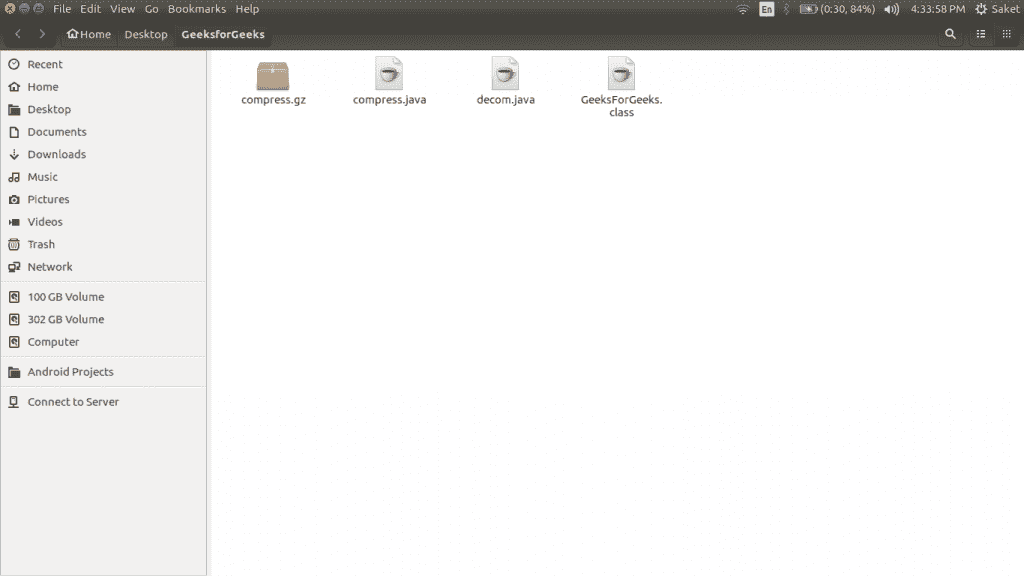 File Edit View Go Bookmarks Help En (0:30, 84%) 4:33:58 PM Saket
Home Desktop GeeksforGeeks
Recent
Home
Desktop
Documents
Downloads
Music
Pictures
Videos
Trash
Network
100 GB Volume
302 GB Volume
Computer
Android Projects
Connect to Server
compress.gz compress.java decom.java GeeksForGeeks.
class